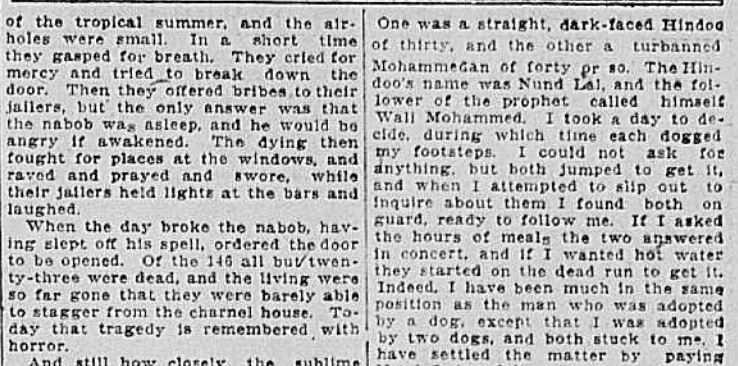 of the tropical summer, and the air-
holes were small. In a short time
they gasped for breath. They cried for
mercy and tried to break down the
door. Then they offered bribes to their
jailers, but the only answer was that
the nabob was asleep, and he would be
angry if awakened. The dying then
fought for places at the windows, and
raved and prayed and swore, while
their jailers held lights at the bars and
laughed.
When the day broke the nabob, hav-
ing slept off his spell, ordered the door
to be opened. Of the 146 all but twen-
ty-three were dead, and the living were
so far gone that they were barely able
to stagger from the charnel house. To-
day that tragedy is remembered with
horror.
And still how closely the sublime
One was a straight, dark-faced Hindoo
of thirty, and the other a turbanned
Mohammedan of forty or so. The Hin-
doo's name was Nund Lal, and the fol-
lower of the prophet called himself
Wali Mohammed. I took a day to de-
cide, during which time each dogged
my footsteps. I could not ask for
anything, but both jumped to get it,
and when I attempted to slip out to
inquire about them I found both on
guard, ready to follow me. If I asked
the hours of meals the two answered
in concert, and if I wanted hot water
they started on the dead run to get it.
Indeed, I have been much in the same
position as the man who was adopted
by a dog, except that I was adopted
by two dogs, and both stuck to me. I
have settled the matter by paying